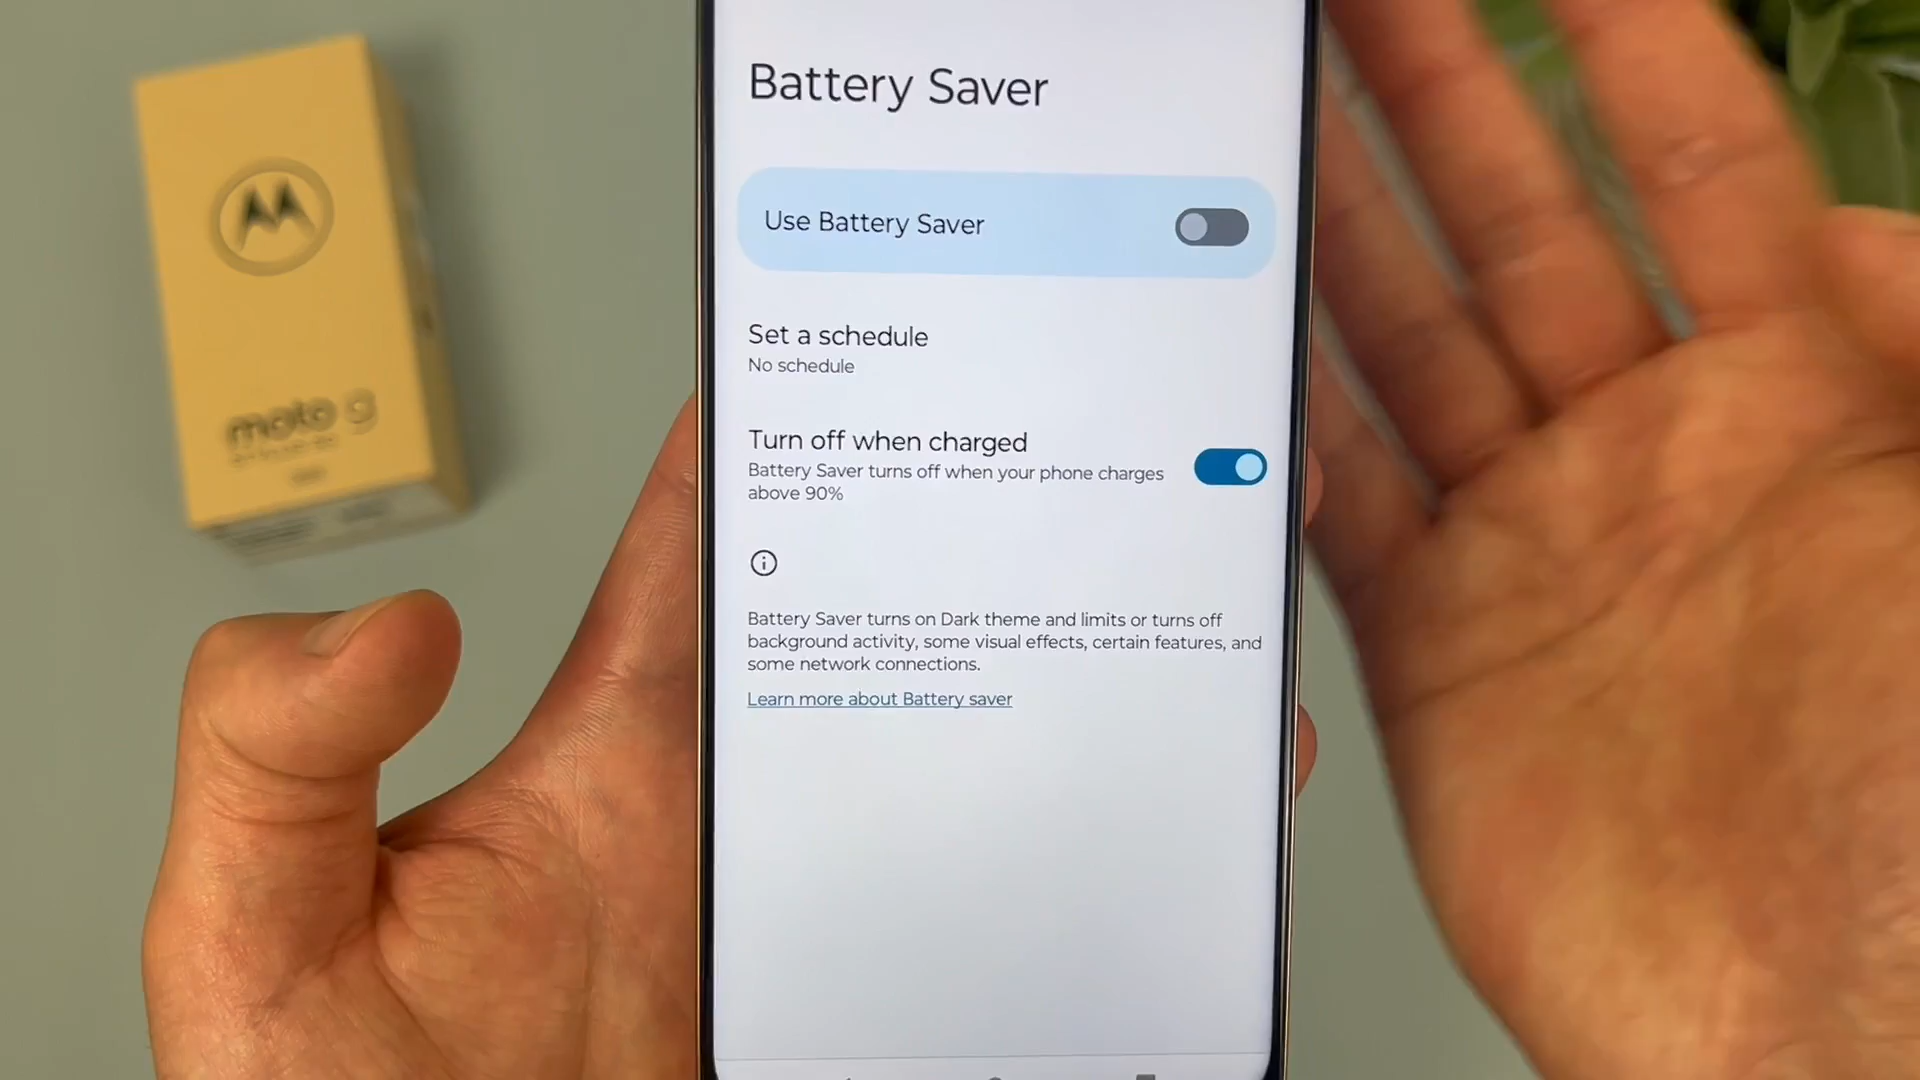 Battery Saver
Use Battery Saver
Set a schedule
No schedule
Turn off when charged
Battery Saver turns off when your phone charges
above 90%
Battery Saver turns on Dark theme and limits or turns off
background activity, some visual effects, certain features, and
some network connections.
Learn more about Battery saver
moto g